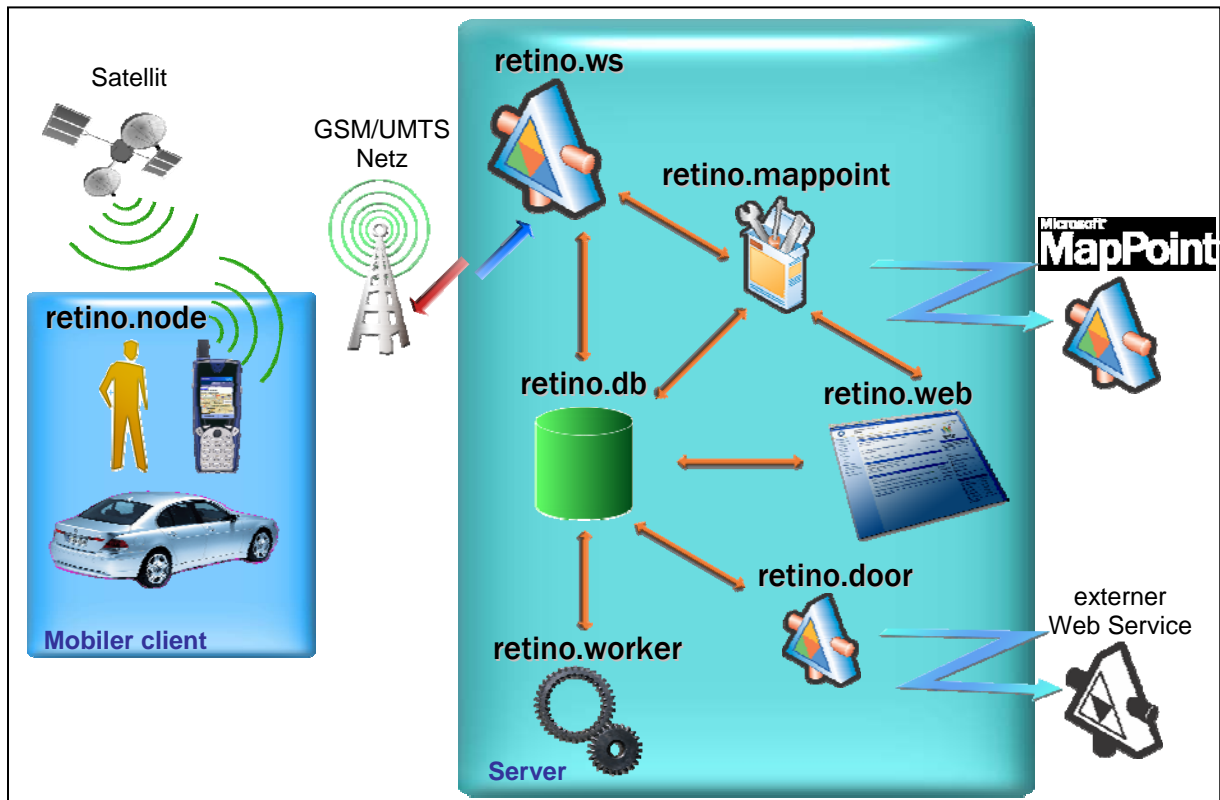 Satellit
GSM/UMTS
Netz
retino.ws
retino.mappoint
Microsoft
MapPoint
retino.node
retino.db
retino.web
Mobiler client
retino.door
externer
Web Service
retino.worker
Server